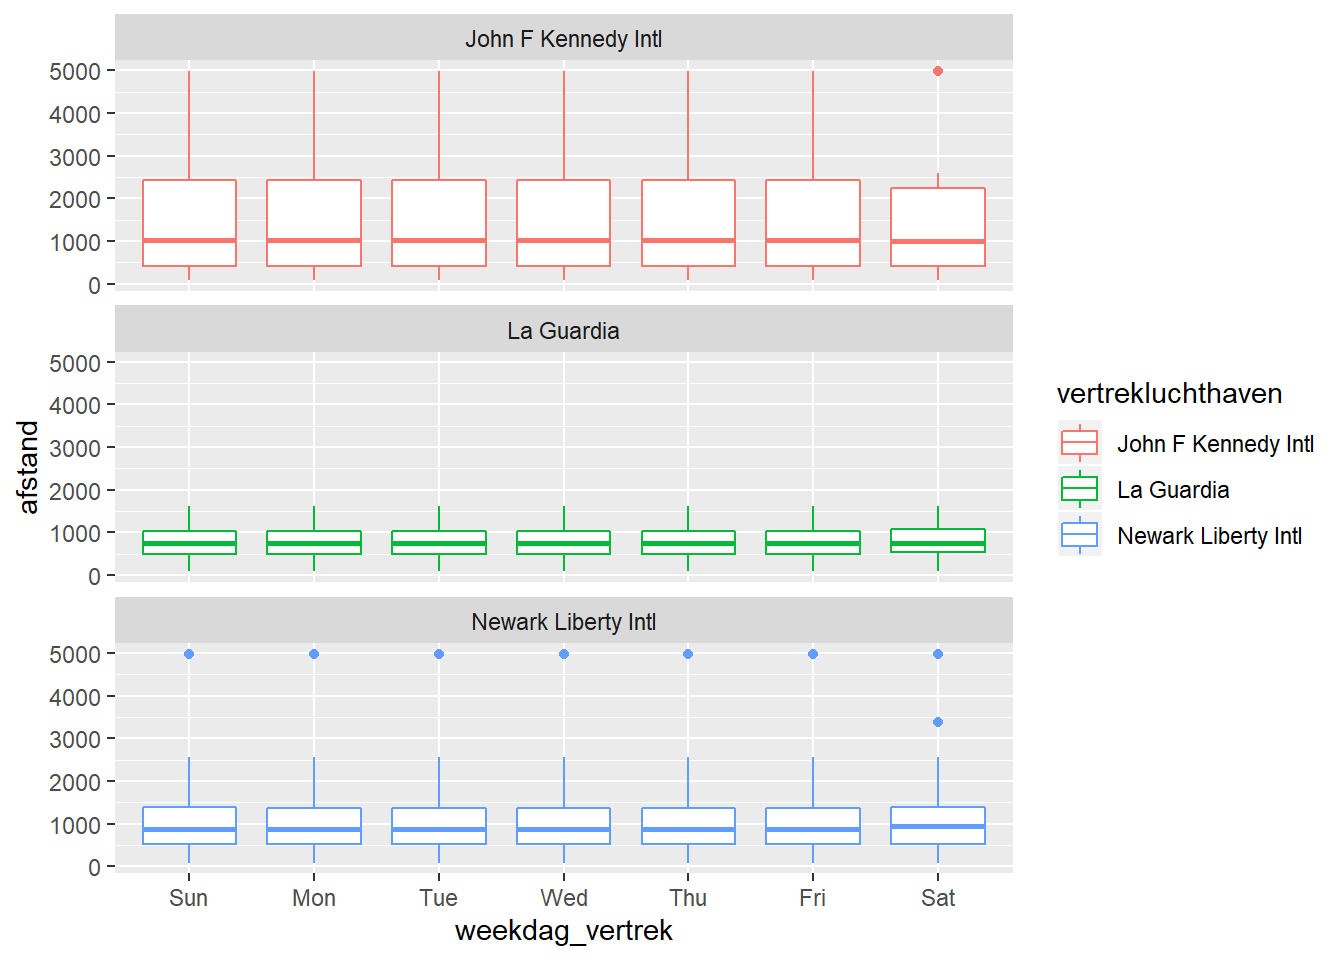 John F Kennedy Intl
5000
4000
3000
2000
1000
0
La Guardia
5000
4000
3000
2000
1000
0
Newark Liberty Intl
5000
4000
3000
2000
1000
0
Sun Mon Tue Wed Thu Fri Sat
weekdag_vertrek
afstand
vertrekluchthaven
John F Kennedy Intl
La Guardia
Newark Liberty Intl